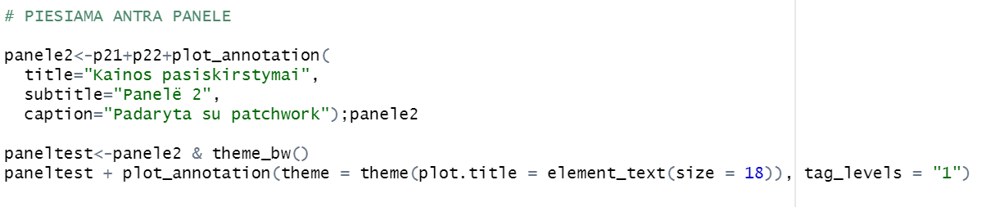 # PIESIAMA ANTRA PANELE
panele2<-p21+p22+plot_annotation(
title="Kainos pasiskirstymai",
subtitle="Panelë 2",
caption="Padaryta su patchwork");panele2
paneltest<-panele2 & theme_bw()
paneltest + plot_annotation(theme = theme(plot.title = element_text(size = 18)), tag_levels = "1")